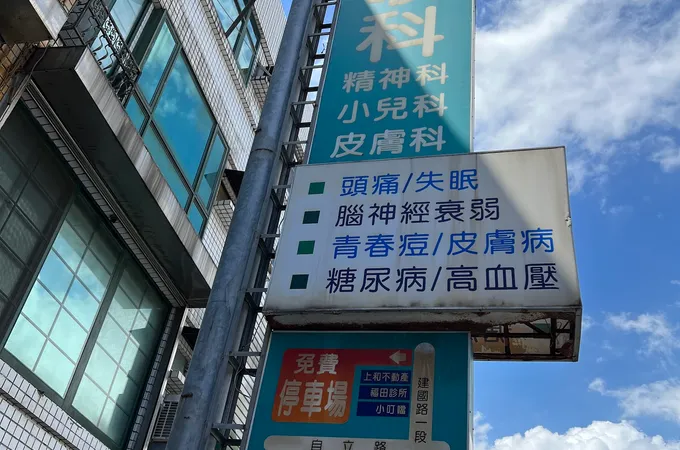 科
精神科
小兒科
皮膚科
頭痛/失眠
腦神經衰弱
青春痘/皮膚病
糖尿病/高血壓
免費
停車場
上和不動產
福田診所
小叮噹
建國路一段
自立路